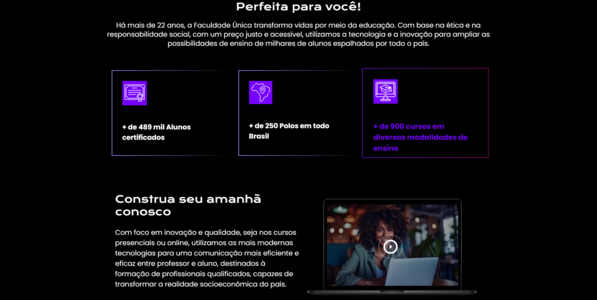 Perfeita para você!
Há mais de 22 anos, a Faculdade Única transforma vidas por meio da educação. Com base na ética e na
responsabilidade social, com um preço justo e acessível, utilizamos a tecnologia e a inovação para ampliar as
possibilidades de ensino de milhares de alunos espalhados por todo o país.
+ de 489 mil Alunos
certificados
+ de 250 Polos em todo
Brasil
+ de 900 cursos em
diversas modalidades de
ensino
Construa seu amanhã
conosco
Com foco em inovação e qualidade, seja nos cursos
presenciais ou online, utilizamos as mais modernas
tecnologias para uma comunicação mais eficiente e
eficaz entre professor e aluno, destinados à
formação de profissionais qualificados, capazes de
transformar a realidade socioeconômica do país.